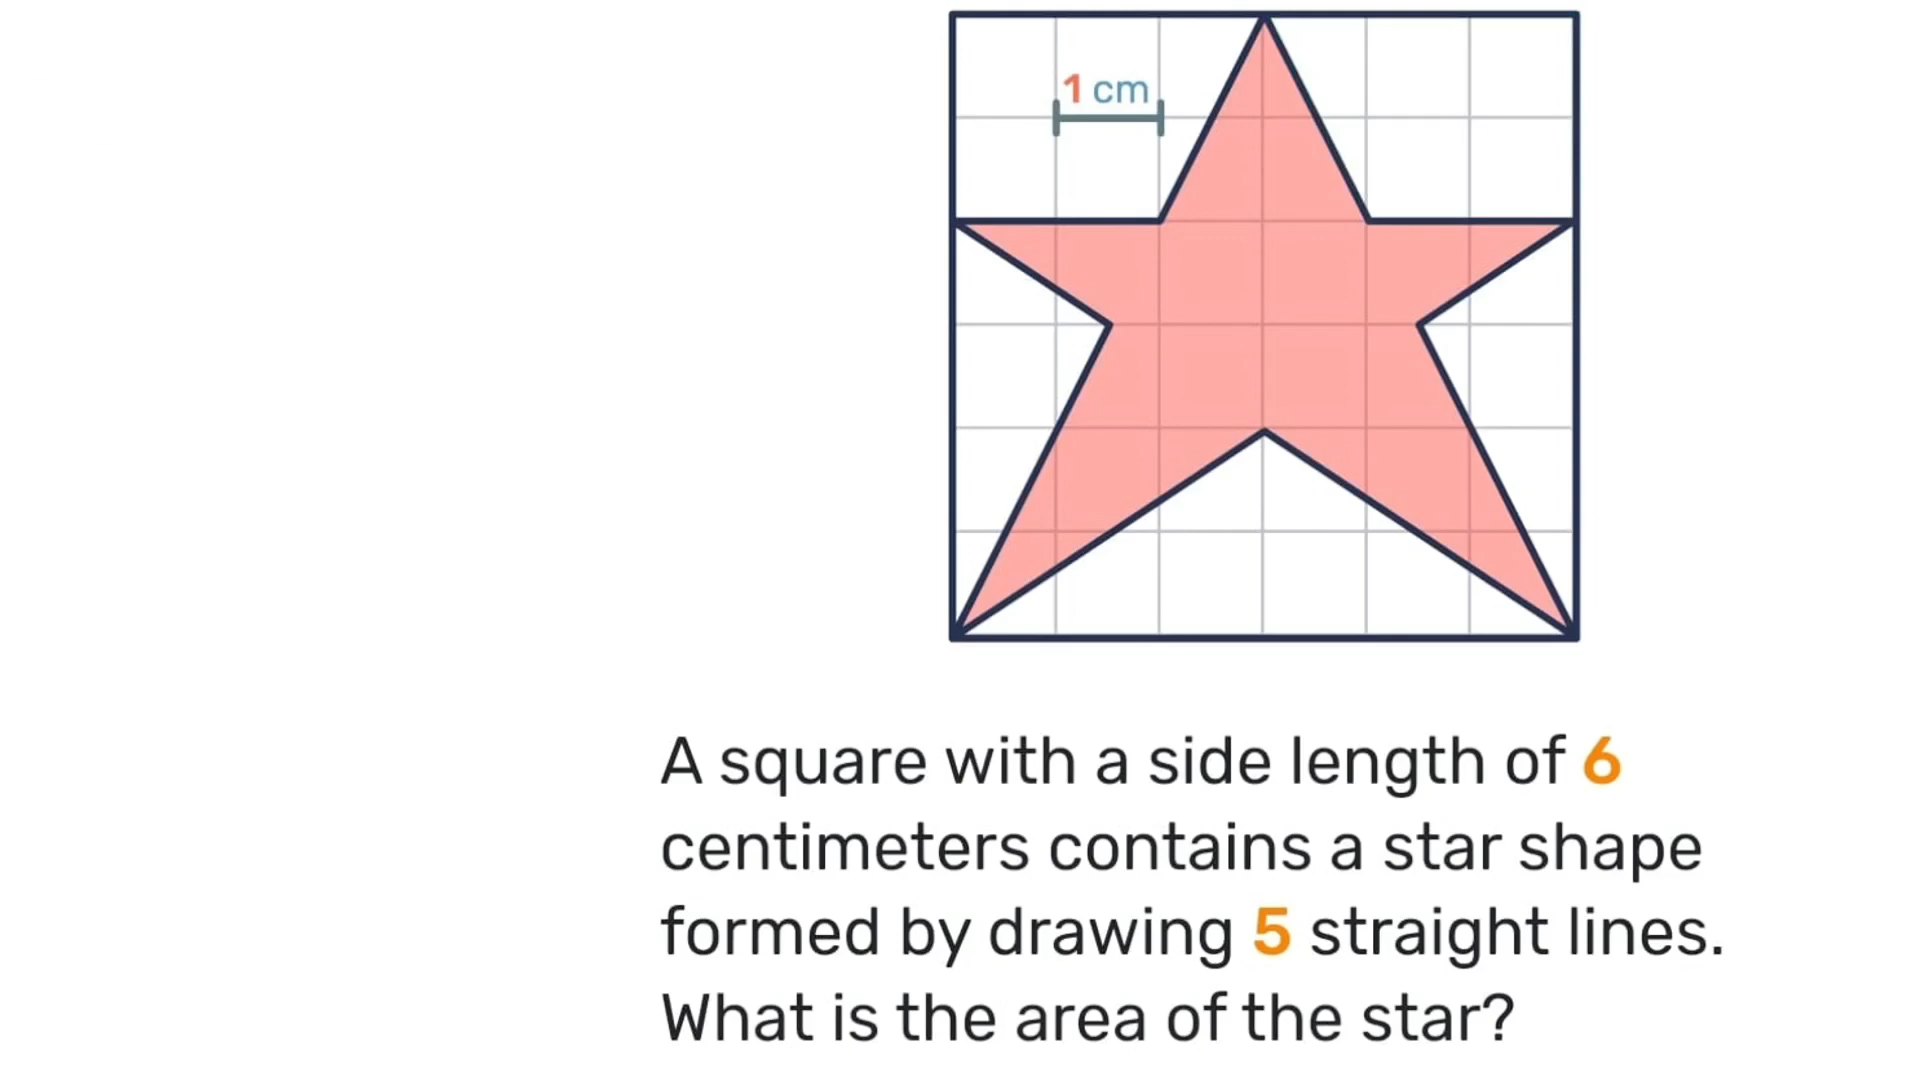 1 cm
A square with a side length of 6
centimeters contains a star shape
formed by drawing 5 straight lines.
What is the area of the star?